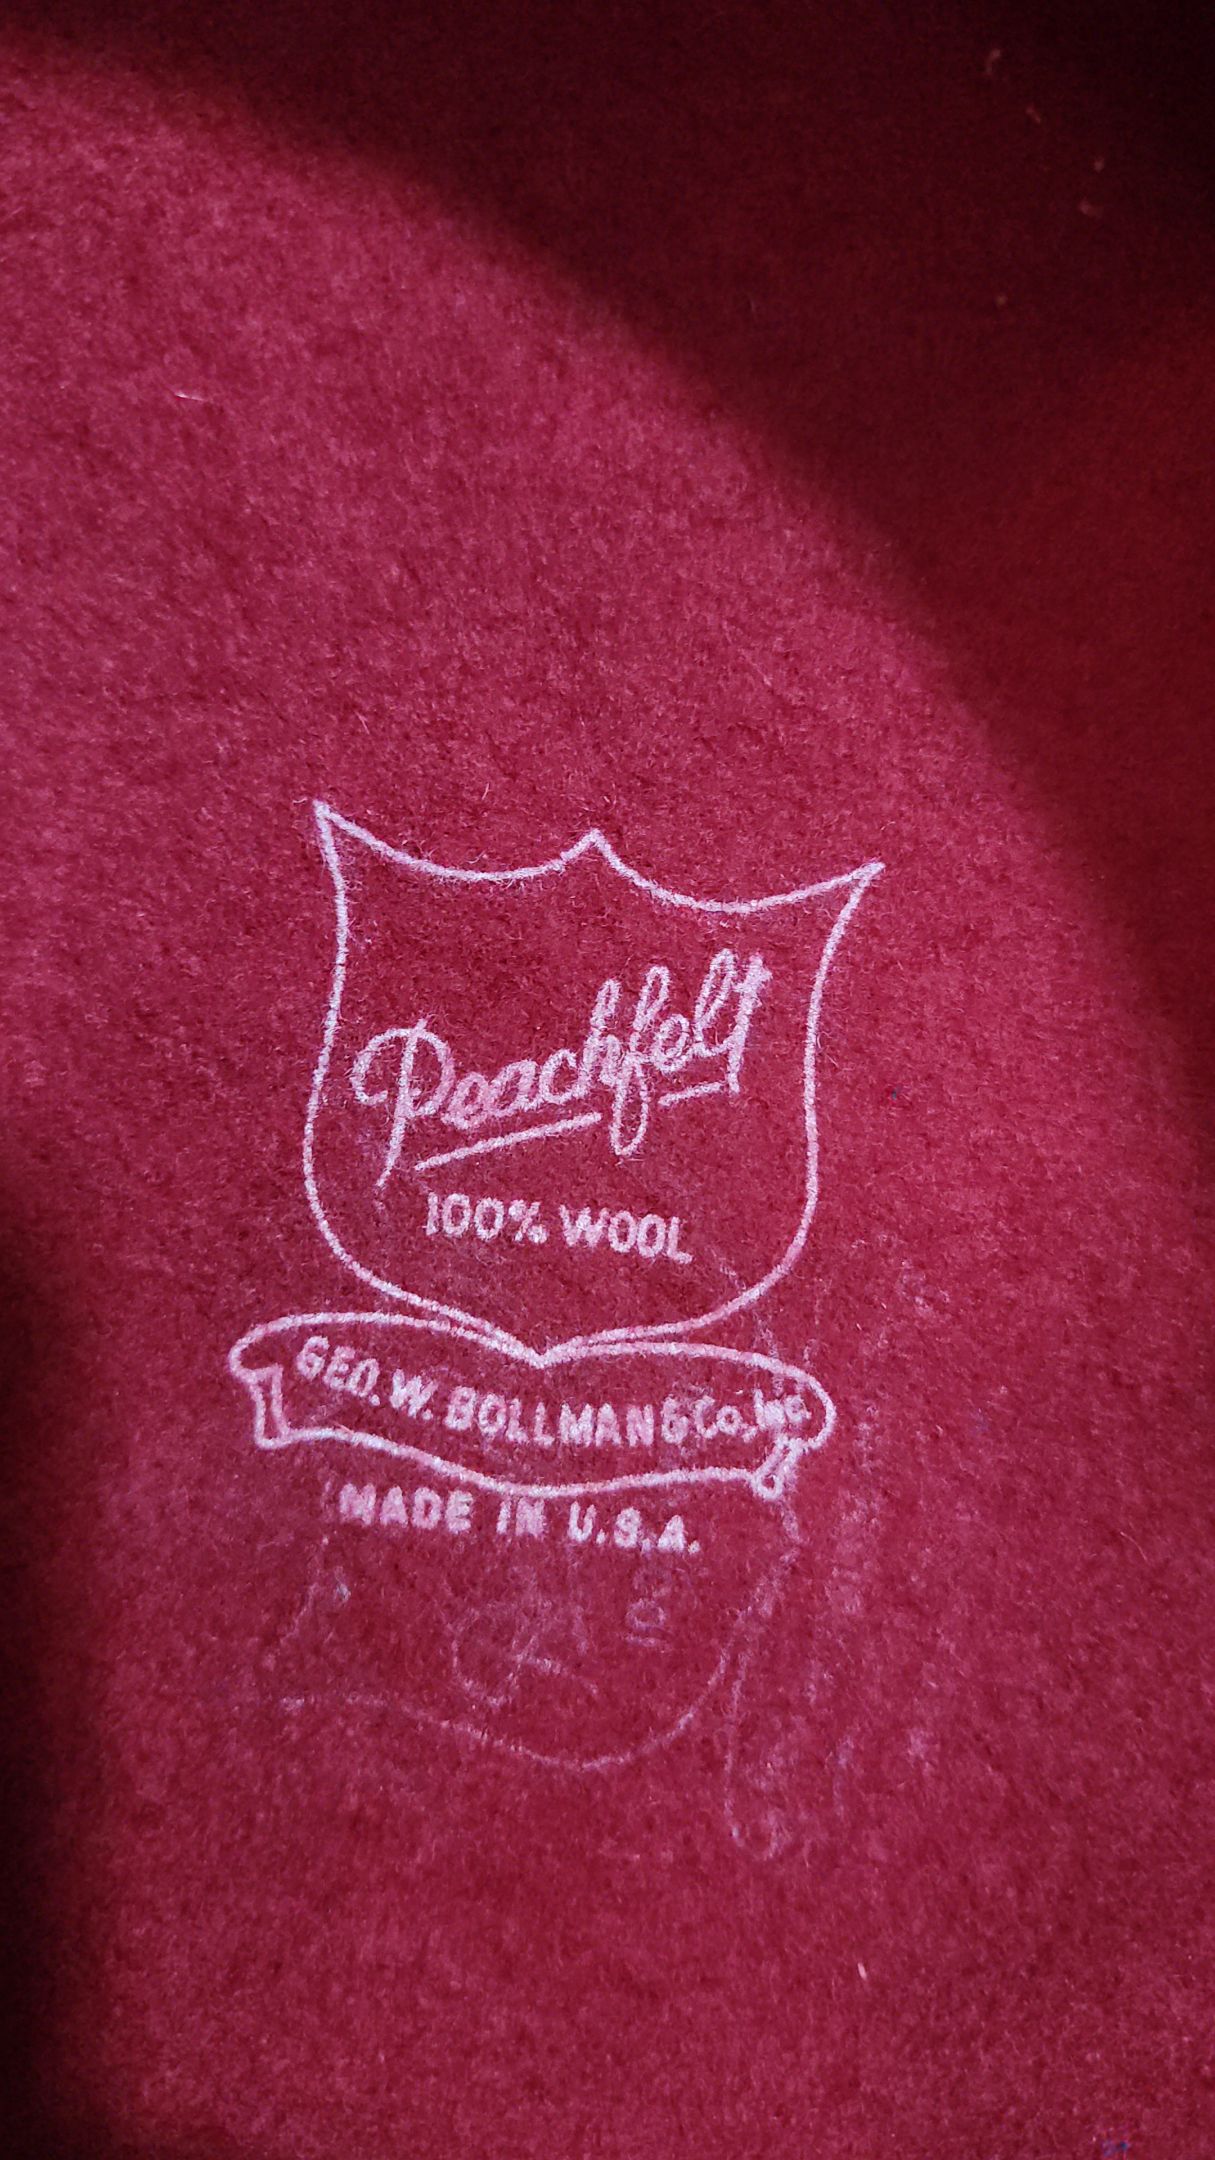 Peachfelt
100% WOOL
GEO. W. BOLLMAN & Co. Inc.
MADE IN U.S.A.